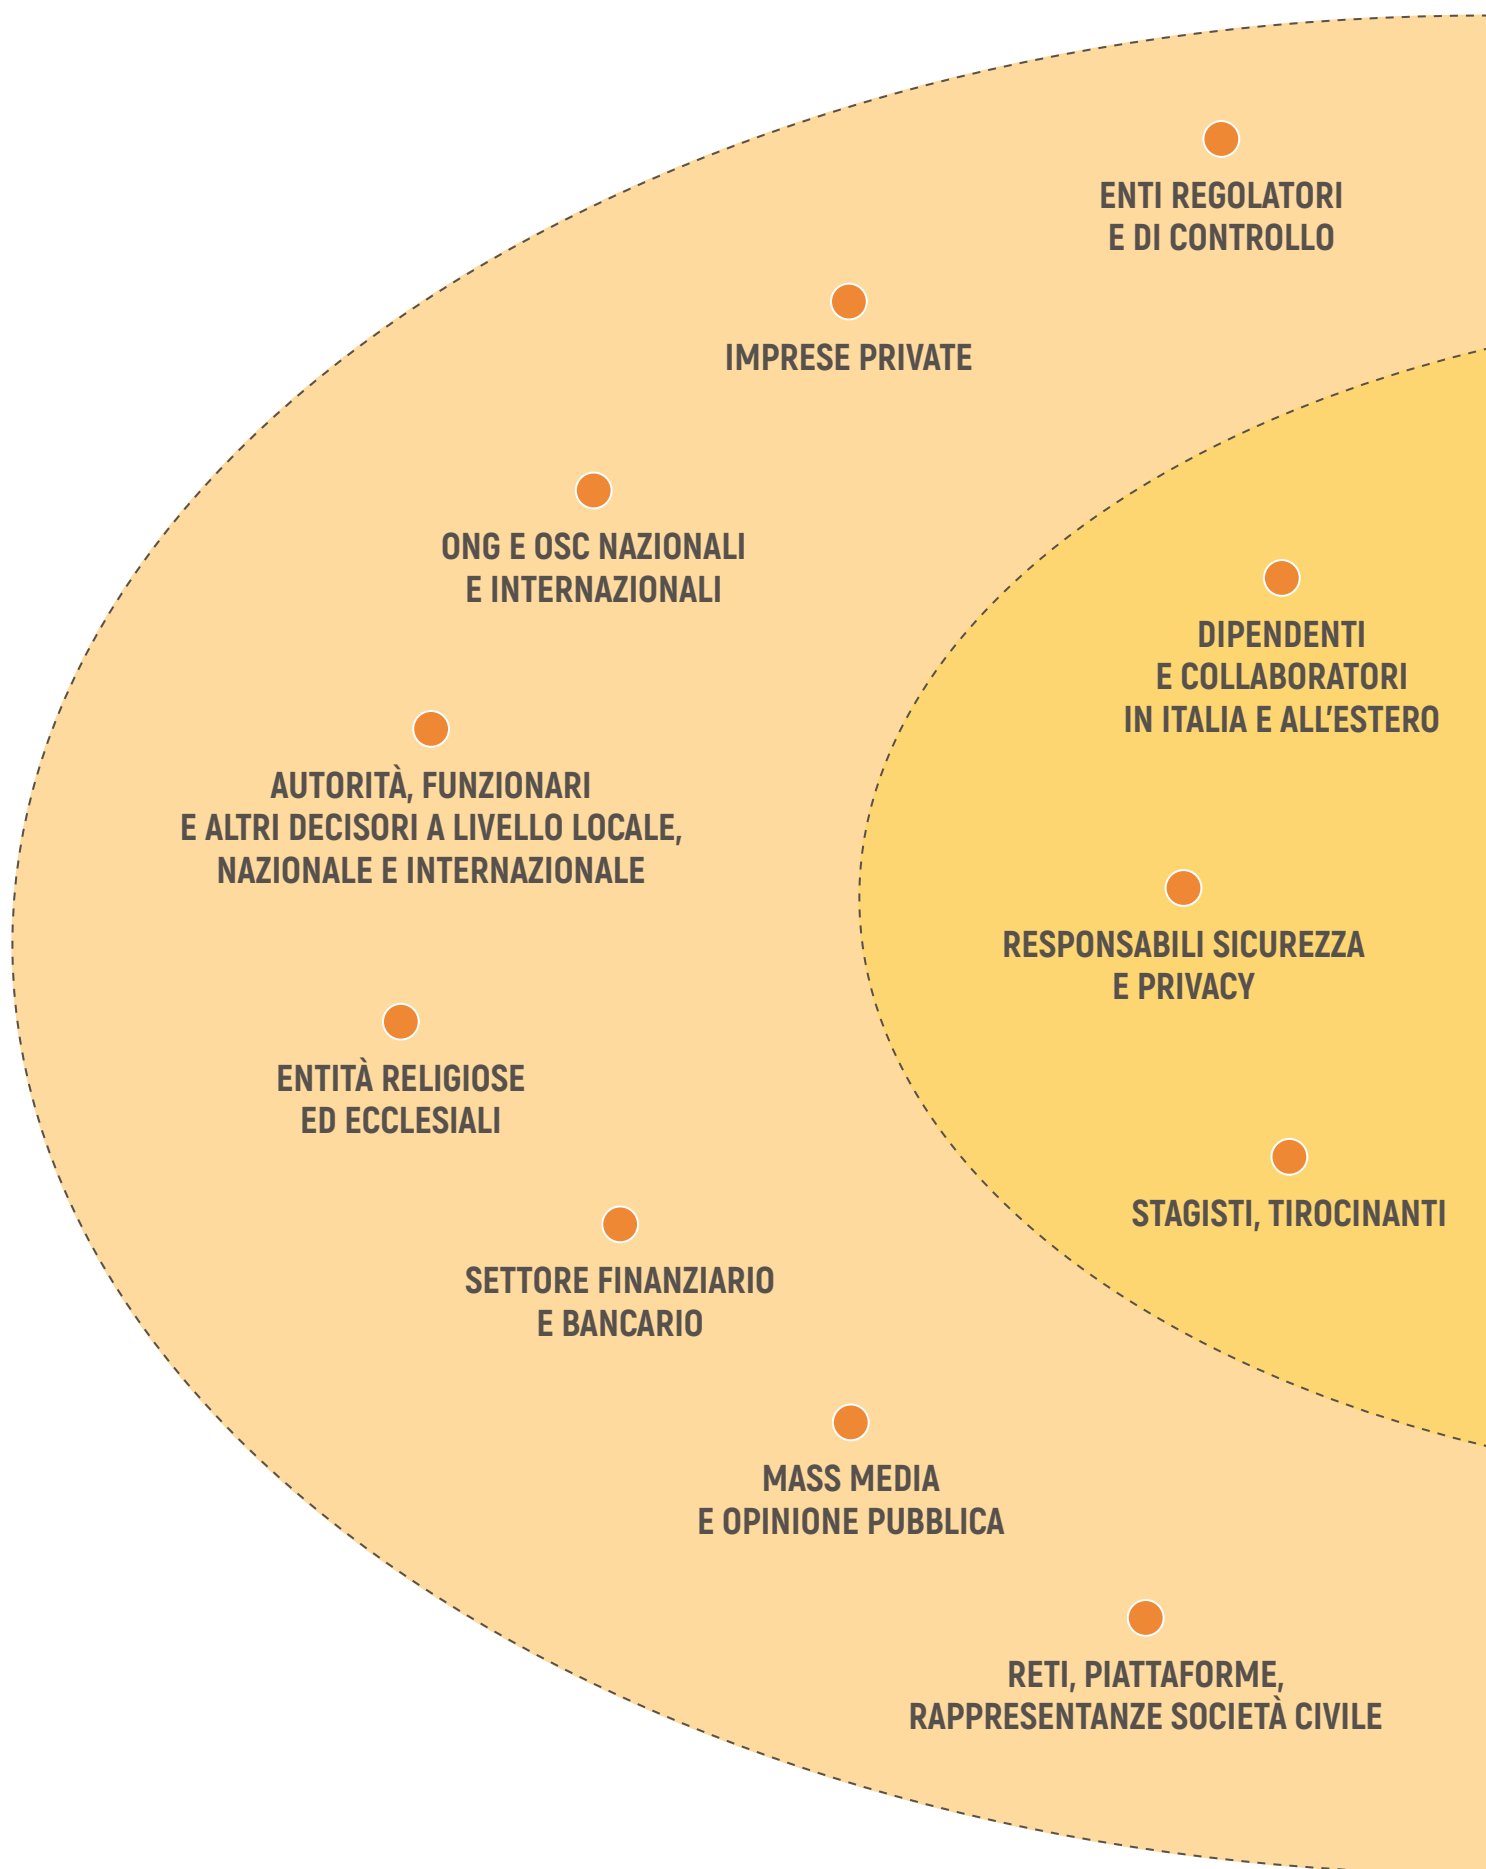 ENTI REGOLATORI
E DI CONTROLLO
IMPRESE PRIVATE
ONG E OSC NAZIONALI
E INTERNAZIONALI
DIPENDENTI
E COLLABORATORI
IN ITALIA E ALL'ESTERO
AUTORITÀ, FUNZIONARI
E ALTRI DECISORI A LIVELLO LOCALE,
NAZIONALE E INTERNAZIONALE
RESPONSABILI SICUREZZA
E PRIVACY
ENTITÀ RELIGIOSE
ED ECCLESIALI
STAGISTI, TIROCINANTI
SETTORE FINANZIARIO
E BANCARIO
MASS MEDIA
E OPINIONE PUBBLICA
RETI, PIATTAFORME,
RAPPRESENTANZE SOCIETÀ CIVILE